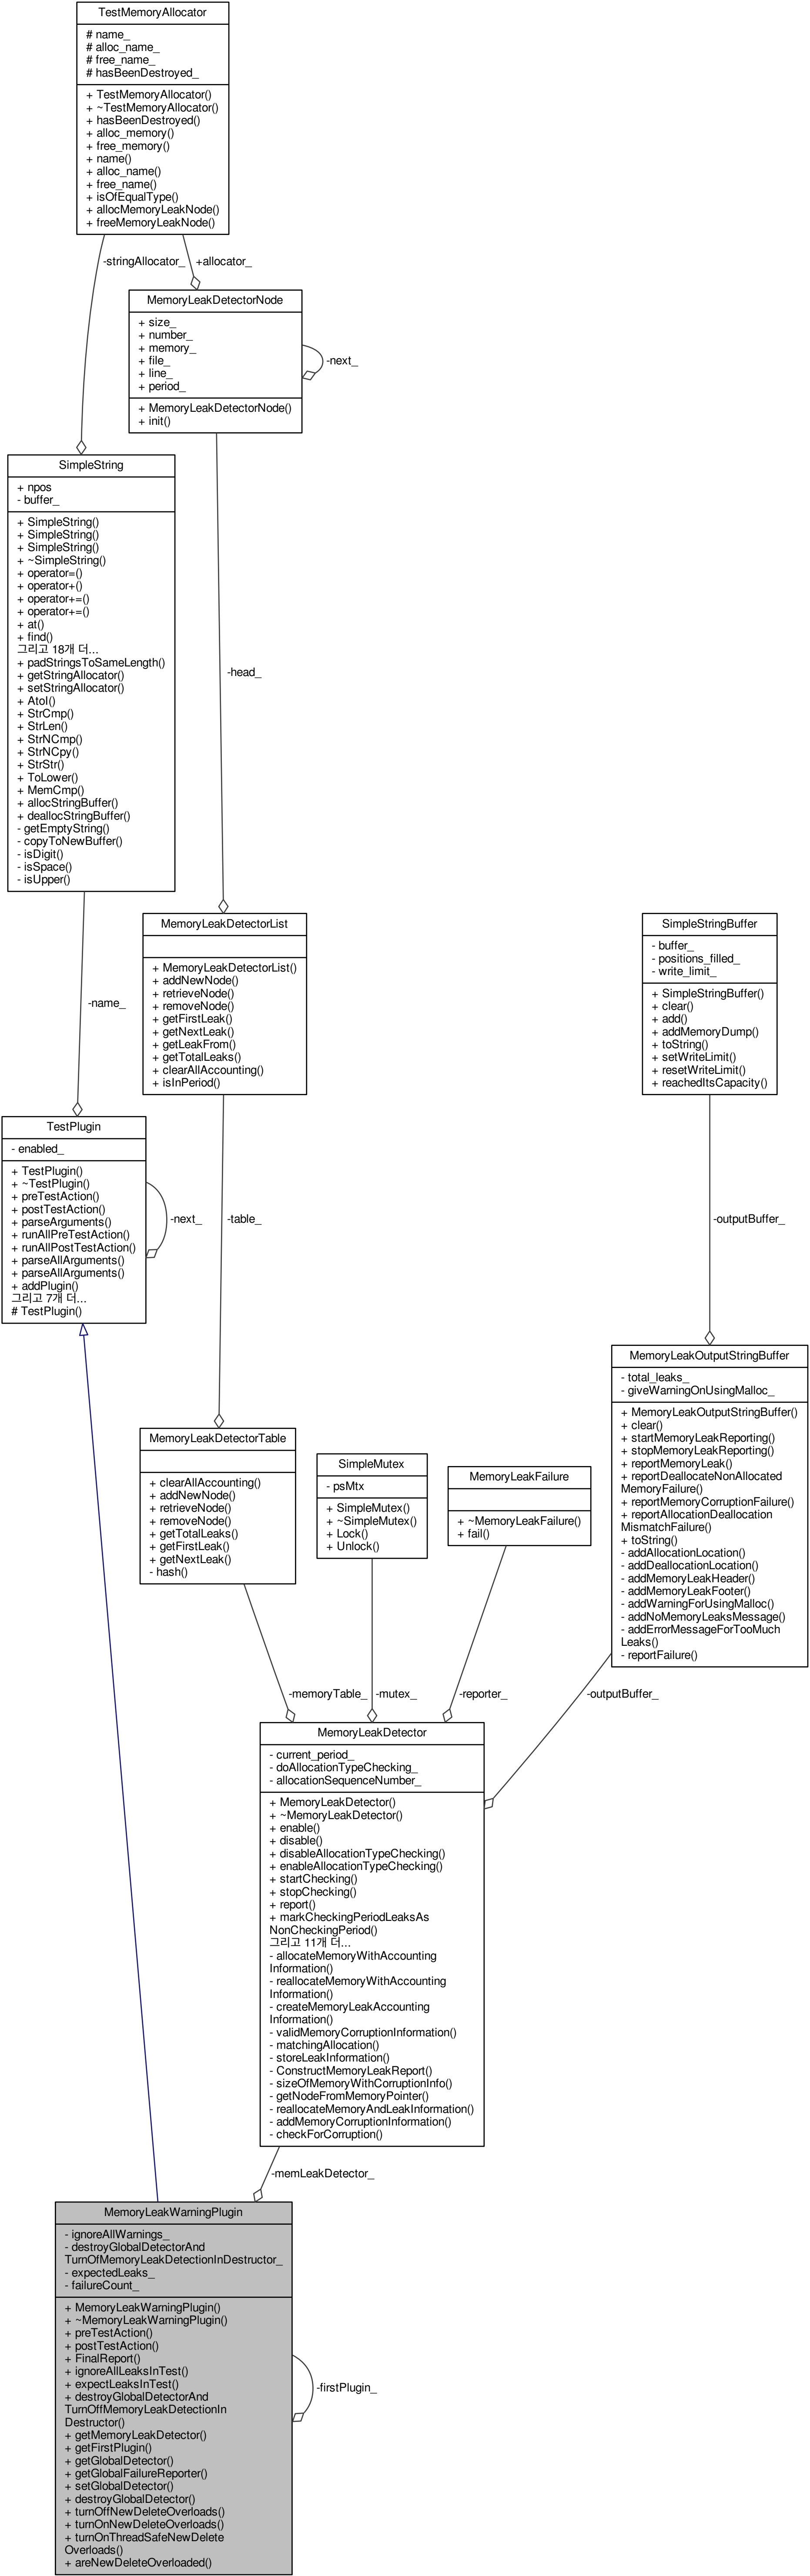 TestMemoryAllocator
# name_
# alloc_name_
# free_name_
# hasBeenDestroyed_
+ TestMemoryAllocator()
+ ~TestMemoryAllocator()
+ hasBeenDestroyed()
+ alloc_memory()
+ free_memory()
+ name()
+ alloc_name()
+ free_name()
+ isOfEqualType()
+ allocMemoryLeakNode()
+ freeMemoryLeakNode()
-stringAllocator_
+allocator_
MemoryLeakDetectorNode
+ size_
+ number_
+ memory_
+ file_
+ line_
+ period_
+ MemoryLeakDetectorNode()
+ init()
-next_
SimpleString
+ npos
- buffer_
+ SimpleString()
+ SimpleString()
+ SimpleString()
+ ~SimpleString()
+ operator=()
+ operator+()
+ operator+=()
+ operator+=()
+ at()
+ find()
그리고 18개 더...
+ padStringsToSameLength()
+ getStringAllocator()
+ setStringAllocator()
+ AtoI()
+ StrCmp()
+ StrLen()
+ StrNCmp()
+ StrNCpy()
+ StrStr()
+ ToLower()
+ MemCmp()
+ allocStringBuffer()
+ deallocStringBuffer()
- getEmptyString()
- copyToNewBuffer()
- isDigit()
- isSpace()
- isUpper()
-head_
MemoryLeakDetectorList
+ MemoryLeakDetectorList()
+ addNewNode()
+ retrieveNode()
+ removeNode()
+ getFirstLeak()
+ getNextLeak()
+ getLeakFrom()
+ getTotalLeaks()
+ clearAllAccounting()
+ isInPeriod()
SimpleStringBuffer
- buffer_
- positions_filled_
- write_limit_
+ SimpleStringBuffer()
+ clear()
+ add()
+ addMemoryDump()
+ toString()
+ setWriteLimit()
+ resetWriteLimit()
+ reachedItsCapacity()
-name_
TestPlugin
- enabled_
+ TestPlugin()
+ ~TestPlugin()
+ preTestAction()
+ postTestAction()
+ parseArguments()
+ runAllPreTestAction()
+ runAllPostTestAction()
+ parseAllArguments()
+ parseAllArguments()
+ addPlugin()
그리고 7개 더...
# TestPlugin()
-next_
-table_
-outputBuffer_
MemoryLeakDetectorTable
+ clearAllAccounting()
+ addNewNode()
+ retrieveNode()
+ removeNode()
+ getTotalLeaks()
+ getFirstLeak()
+ getNextLeak()
- hash()
SimpleMutex
- psMtx
+ SimpleMutex()
+ ~SimpleMutex()
+ Lock()
+ Unlock()
MemoryLeakFailure
+ ~MemoryLeakFailure()
+ fail()
MemoryLeakOutputStringBuffer
- total_leaks_
- giveWarningOnUsingMalloc_
+ MemoryLeakOutputStringBuffer()
+ clear()
+ startMemoryLeakReporting()
+ stopMemoryLeakReporting()
+ reportMemoryLeak()
+ reportDeallocateNonAllocated
MemoryFailure()
+ reportMemoryCorruptionFailure()
+ reportAllocationDeallocation
MismatchFailure()
+ toString()
- addAllocationLocation()
- addDeallocationLocation()
- addMemoryLeakHeader()
- addMemoryLeakFooter()
- addWarningForUsingMalloc()
- addNoMemoryLeaksMessage()
- addErrorMessageForTooMuch
Leaks()
- reportFailure()
-memoryTable_
-mutex_
-reporter_
-outputBuffer_
MemoryLeakDetector
- current_period_
- doAllocationTypeChecking_
- allocationSequenceNumber_
+ MemoryLeakDetector()
+ ~MemoryLeakDetector()
+ enable()
+ disable()
+ disableAllocationTypeChecking()
+ enableAllocationTypeChecking()
+ startChecking()
+ stopChecking()
+ report()
+ markCheckingPeriodLeaksAs
NonCheckingPeriod()
그리고 11개 더...
- allocateMemoryWithAccounting
Information()
- reallocateMemoryWithAccounting
Information()
- createMemoryLeakAccounting
Information()
- validMemoryCorruptionInformation()
- matchingAllocation()
- storeLeakInformation()
- ConstructMemoryLeakReport()
- sizeOfMemoryWithCorruptionInfo()
- getNodeFromMemoryPointer()
- reallocateMemoryAndLeakInformation()
- addMemoryCorruptionInformation()
- checkForCorruption()
-memLeakDetector_
MemoryLeakWarningPlugin
- ignoreAllWarnings_
- destroyGlobalDetectorAnd
TurnOfMemoryLeakDetectionInDestructor_
- expectedLeaks_
- failureCount_
+ MemoryLeakWarningPlugin()
+ ~MemoryLeakWarningPlugin()
+ preTestAction()
+ postTestAction()
+ FinalReport()
+ ignoreAllLeaksInTest()
+ expectLeaksInTest()
+ destroyGlobalDetectorAnd
TurnOffMemoryLeakDetectionIn
Destructor()
+ getMemoryLeakDetector()
+ getFirstPlugin()
+ getGlobalDetector()
+ getGlobalFailureReporter()
+ setGlobalDetector()
+ destroyGlobalDetector()
+ turnOffNewDeleteOverloads()
+ turnOnNewDeleteOverloads()
+ turnOnThreadSafeNewDelete
Overloads()
+ areNewDeleteOverloaded()
-firstPlugin_